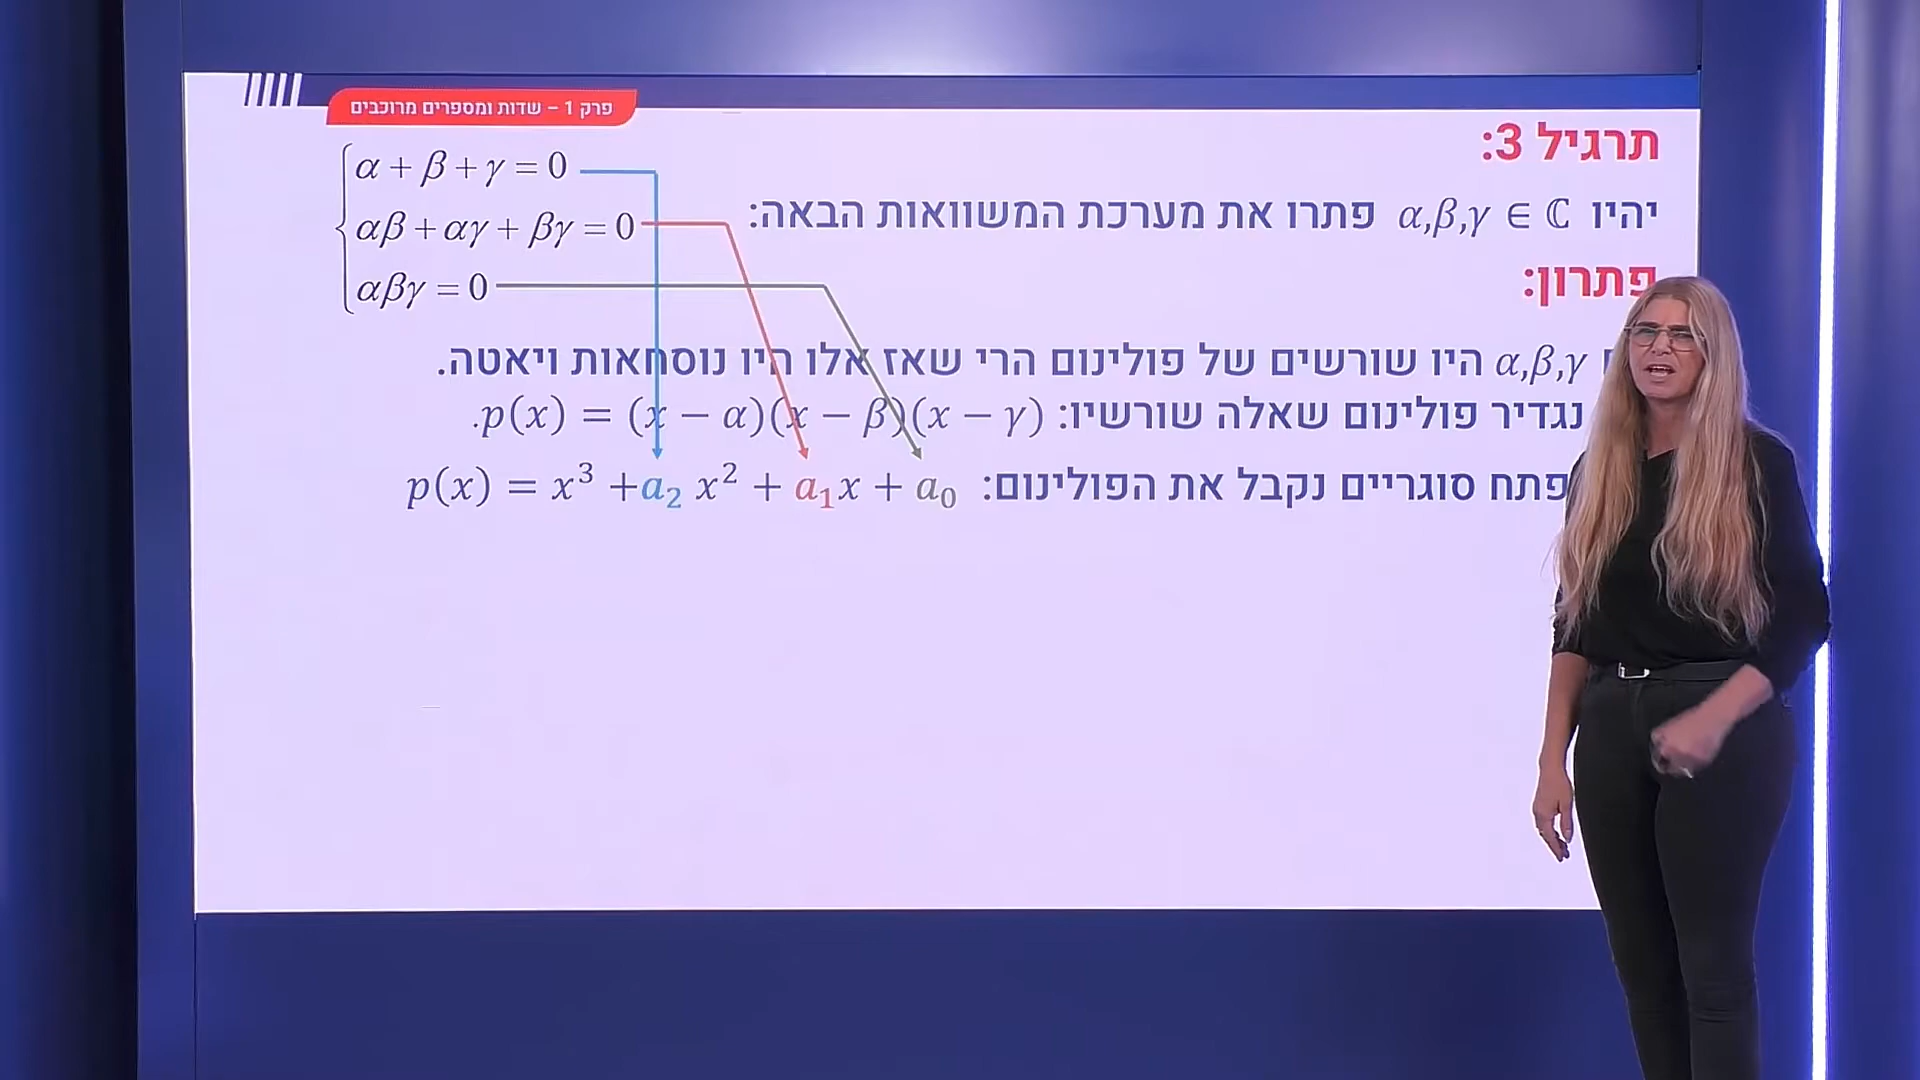 פרק 1 – שדות ומספרים מרוכבים
תרגיל 3:
יהיו α,β,γ ∈ ℂ פתרו את מערכת המשוואות הבאה:
α + β + γ = 0
αβ + αγ + βγ = 0
αβγ = 0
פתרון:
α,β,γ היו שורשים של פולינום הרי שאז אלו היו נוסחאות ויאטה.
נגדיר פולינום שאלה שורשיו: p(x) = (x − α)(x − β)(x − γ).
פתח סוגריים נקבל את הפולינום: p(x) = x³ +a₂ x² + a₁x + a₀